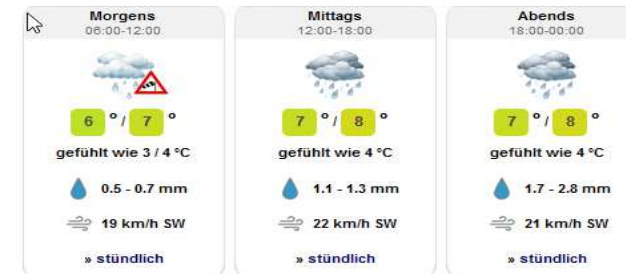 Morgens
06:00-12:00
6 ° / 7 °
gefühlt wie 3 / 4 °C
0.5 - 0.7 mm
19 km/h SW
» stündlich
Mittags
12:00-18:00
7 ° / 8 °
gefühlt wie 4 °C
1.1 - 1.3 mm
22 km/h SW
» stündlich
Abends
18:00-00:00
7 ° / 8 °
gefühlt wie 4 °C
1.7 - 2.8 mm
21 km/h SW
» stündlich